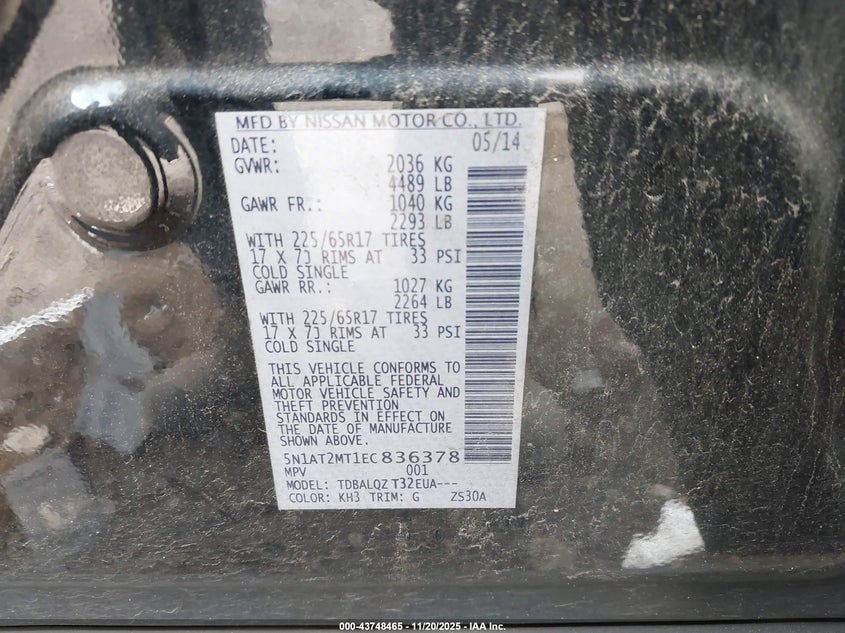 MFD BY NISSAN MOTOR CO., LTD.
DATE: 05/14
GVWR: 2036 KG
4489 LB
GAWR FR.: 1040 KG
2293 LB
WITH 225/65R17 TIRES
17 X 7J RIMS AT 33 PSI
COLD SINGLE
GAWR RR.: 1027 KG
2264 LB
WITH 225/65R17 TIRES
17 X 7J RIMS AT 33 PSI
COLD SINGLE
THIS VEHICLE CONFORMS TO
ALL APPLICABLE FEDERAL
MOTOR VEHICLE SAFETY AND
THEFT PREVENTION
STANDARDS IN EFFECT ON
THE DATE OF MANUFACTURE
SHOWN ABOVE.
5N1AT2MT1EC836378
MPV 001
MODEL: TDBALQZ T32EUA---
COLOR: KH3 TRIM: G ZS30A
000-43748465 - 11/20/2025 - IAA Inc.